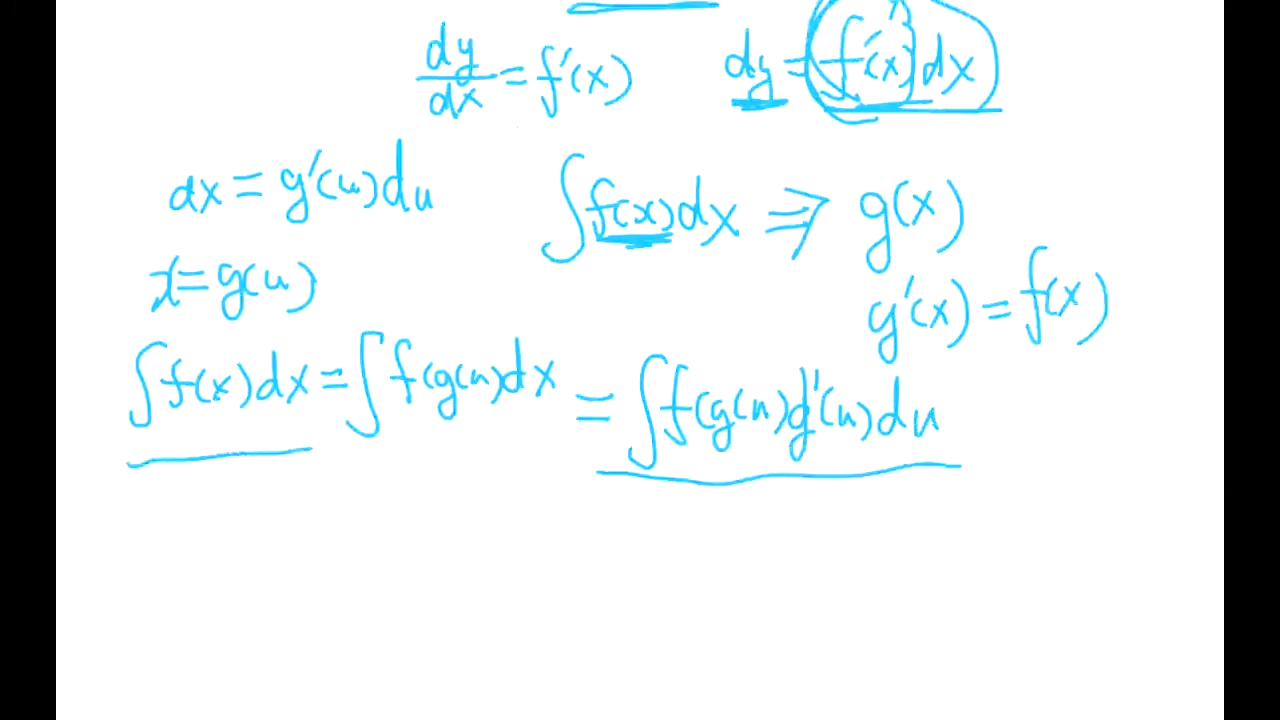 dy/dx = f'(x) dy = f'(x) dx
dx = g'(u) du ∫f(x)dx ⇒ g(x)
x = g(u) g'(x) = f(x)
∫f(x)dx = ∫f(g(u)dx = ∫f(g(u)g'(u)du